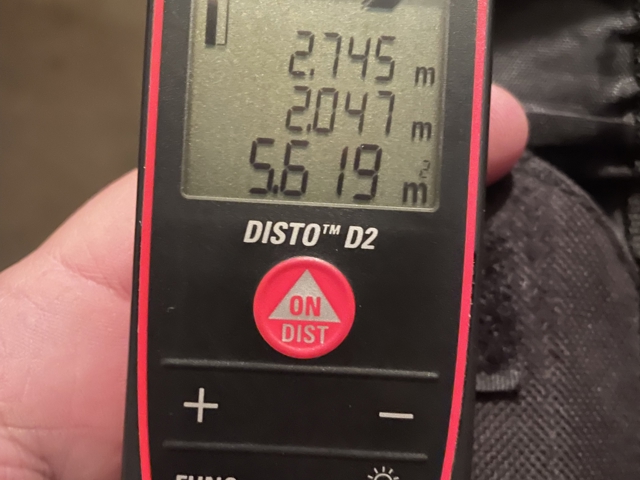 2.745 m
2.047 m
5.619 m²
DISTO™ D2
ON
DIST
+ −